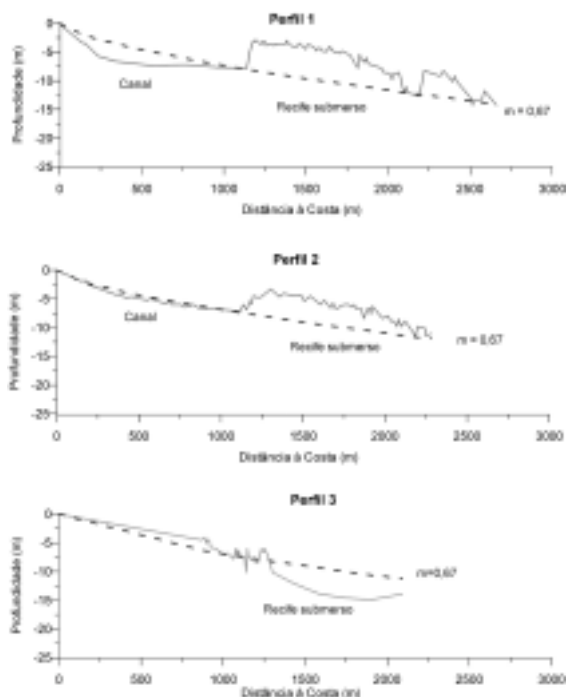 Perfil 1
Profundidade (m)
0
-5
-10
-15
-20
-25
Canal
Recife submerso
m = 0,67
0 500 1000 1500 2000 2500 3000
Distância à Costa (m)
Perfil 2
Profundidade (m)
0
-5
-10
-15
-20
-25
Canal
Recife submerso
m = 0,67
0 500 1000 1500 2000 2500 3000
Distância à Costa (m)
Perfil 3
Profundidade (m)
0
-5
-10
-15
-20
-25
m=0,67
Recife submerso
0 500 1000 1500 2000 2500 3000
Distância à Costa (m)